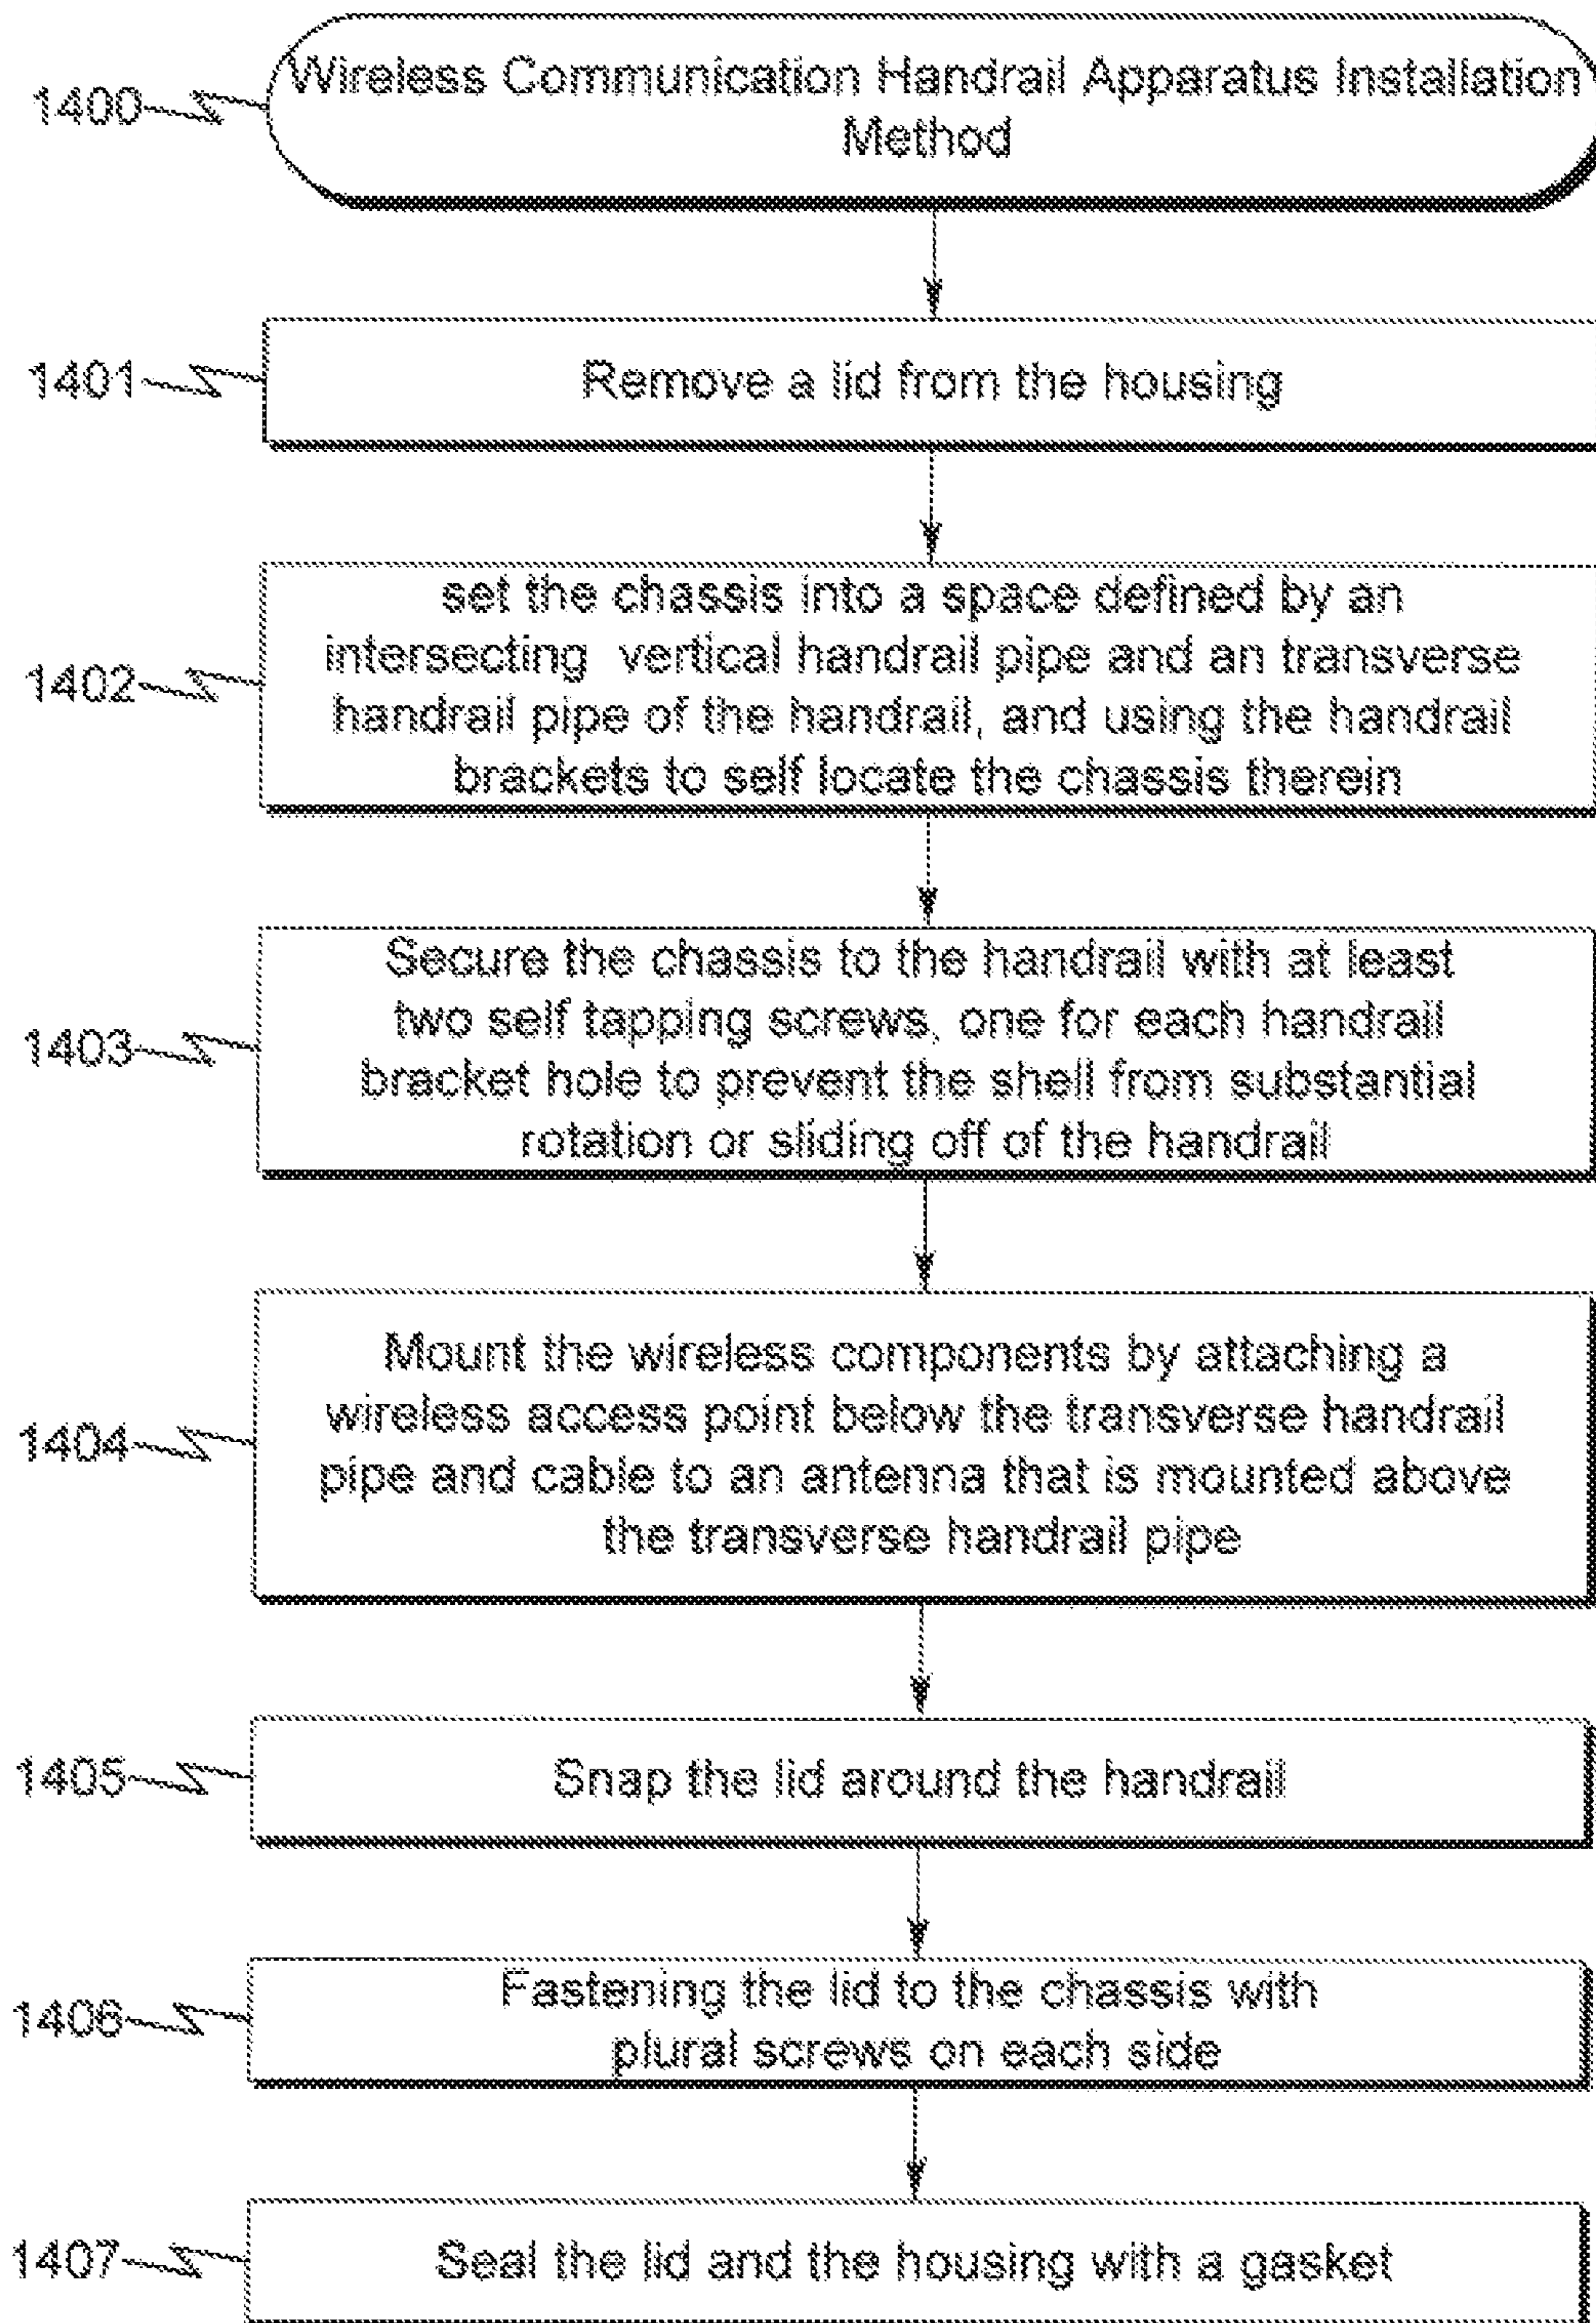 1400
Wireless Communication Handrail Apparatus Installation
Method
1401
Remove a lid from the housing
1402
set the chassis into a space defined by an
intersecting vertical handrail pipe and an transverse
handrail pipe of the handrail, and using the handrail
brackets to self locate the chassis therein
1403
Secure the chassis to the handrail with at least
two self tapping screws, one for each handrail
bracket hole to prevent the shell from substantial
rotation or sliding off of the handrail
1404
Mount the wireless components by attaching a
wireless access point below the transverse handrail
pipe and cable to an antenna that is mounted above
the transverse handrail pipe
1405
Snap the lid around the handrail
1406
Fastening the lid to the chassis with
plural screws on each side
1407
Seal the lid and the housing with a gasket